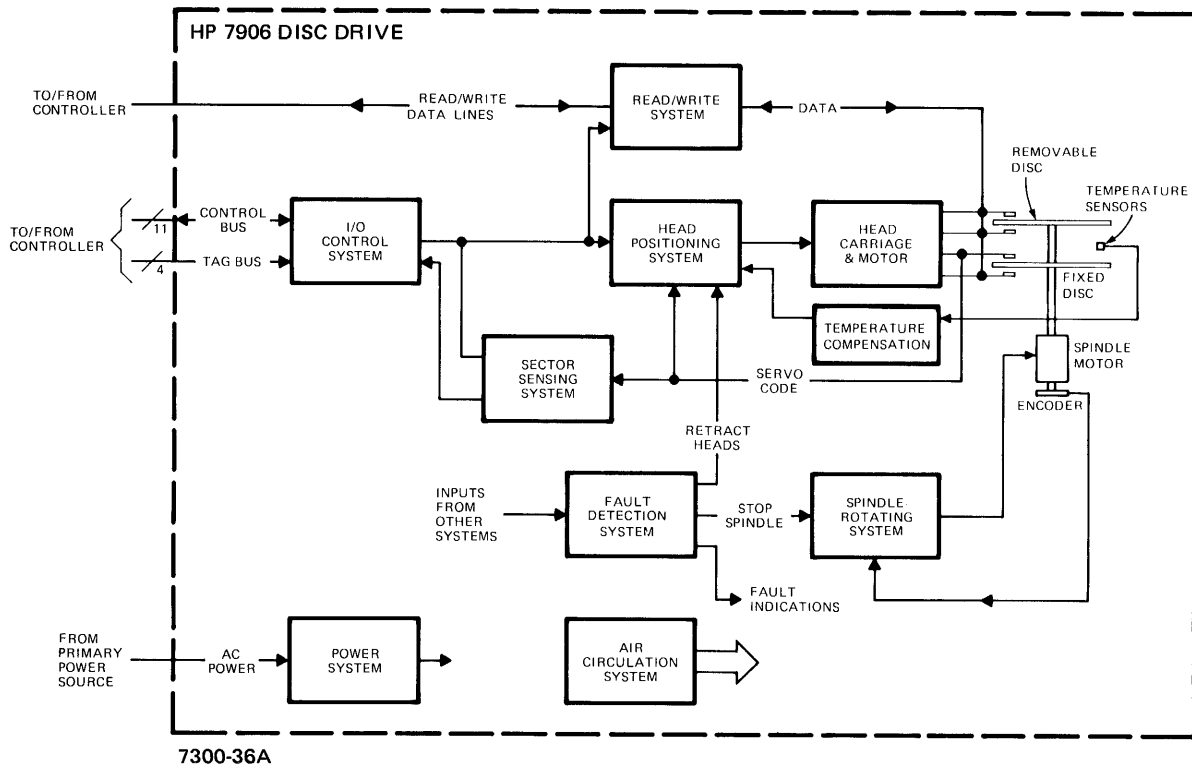 HP 7906 DISC DRIVE
TO/FROM
CONTROLLER
READ/WRITE
DATA LINES
READ/WRITE
SYSTEM
DATA
REMOVABLE
DISC
TEMPERATURE
SENSORS
TO/FROM
CONTROLLER
11
CONTROL
BUS
4
TAG BUS
I/O
CONTROL
SYSTEM
HEAD
POSITIONING
SYSTEM
HEAD
CARRIAGE
& MOTOR
FIXED
DISC
TEMPERATURE
COMPENSATION
SECTOR
SENSING
SYSTEM
SERVO
CODE
SPINDLE
MOTOR
ENCODER
RETRACT
HEADS
INPUTS
FROM
OTHER
SYSTEMS
FAULT
DETECTION
SYSTEM
STOP
SPINDLE
SPINDLE
ROTATING
SYSTEM
FAULT
INDICATIONS
FROM
PRIMARY
POWER
SOURCE
AC
POWER
POWER
SYSTEM
AIR
CIRCULATION
SYSTEM
7300-36A